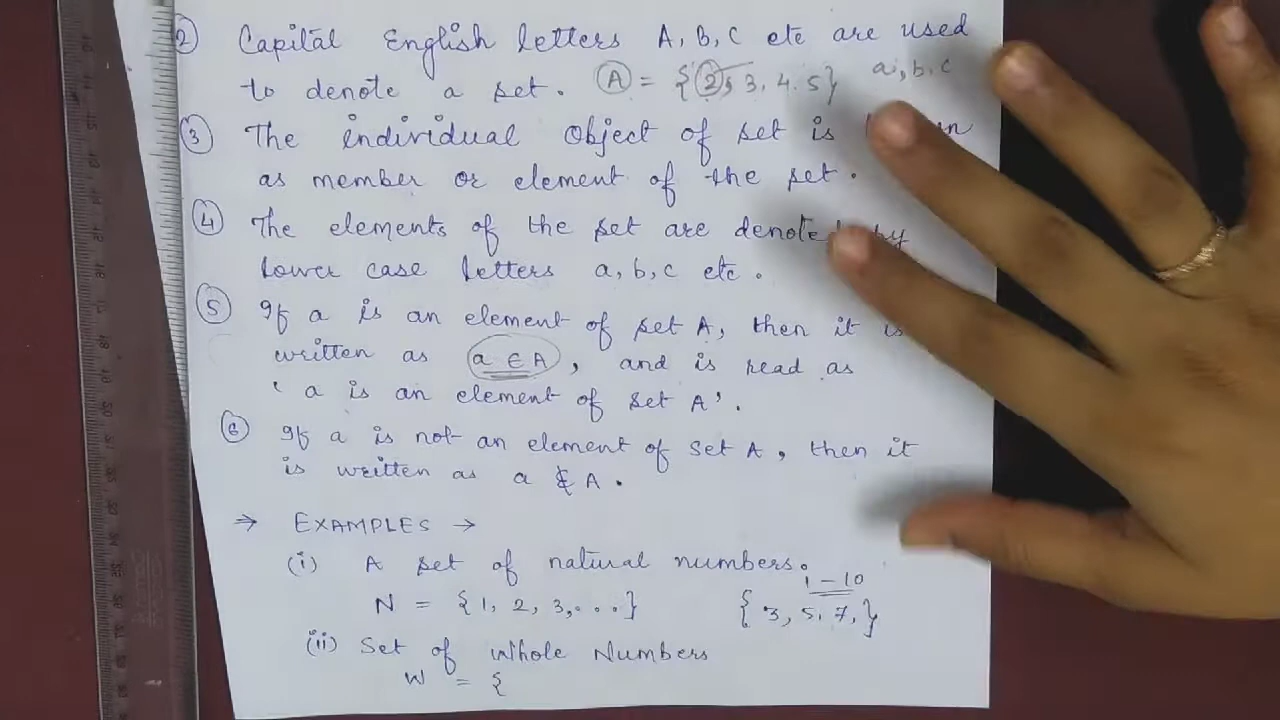 2) Capital English letters A, B, C etc are used
to denote a set. A = {2, 3, 4. 5} a, b, c
3 The individual object of set is
as member or element of the set.
4 The elements of the set are denoted by
lower case letters a, b, c etc.
5 If a is an element of set A, then it is
written as a ∈ A, and is read as
' a is an element of set A'.
6 If a is not an element of set A, then it
is written as a ∉ A.
⇒ EXAMPLES →
(i) A set of natural numbers.
1 – 10
N = {1, 2, 3, . . . } { 3, 5, 7, }
(ii) Set of Whole Numbers
W = {